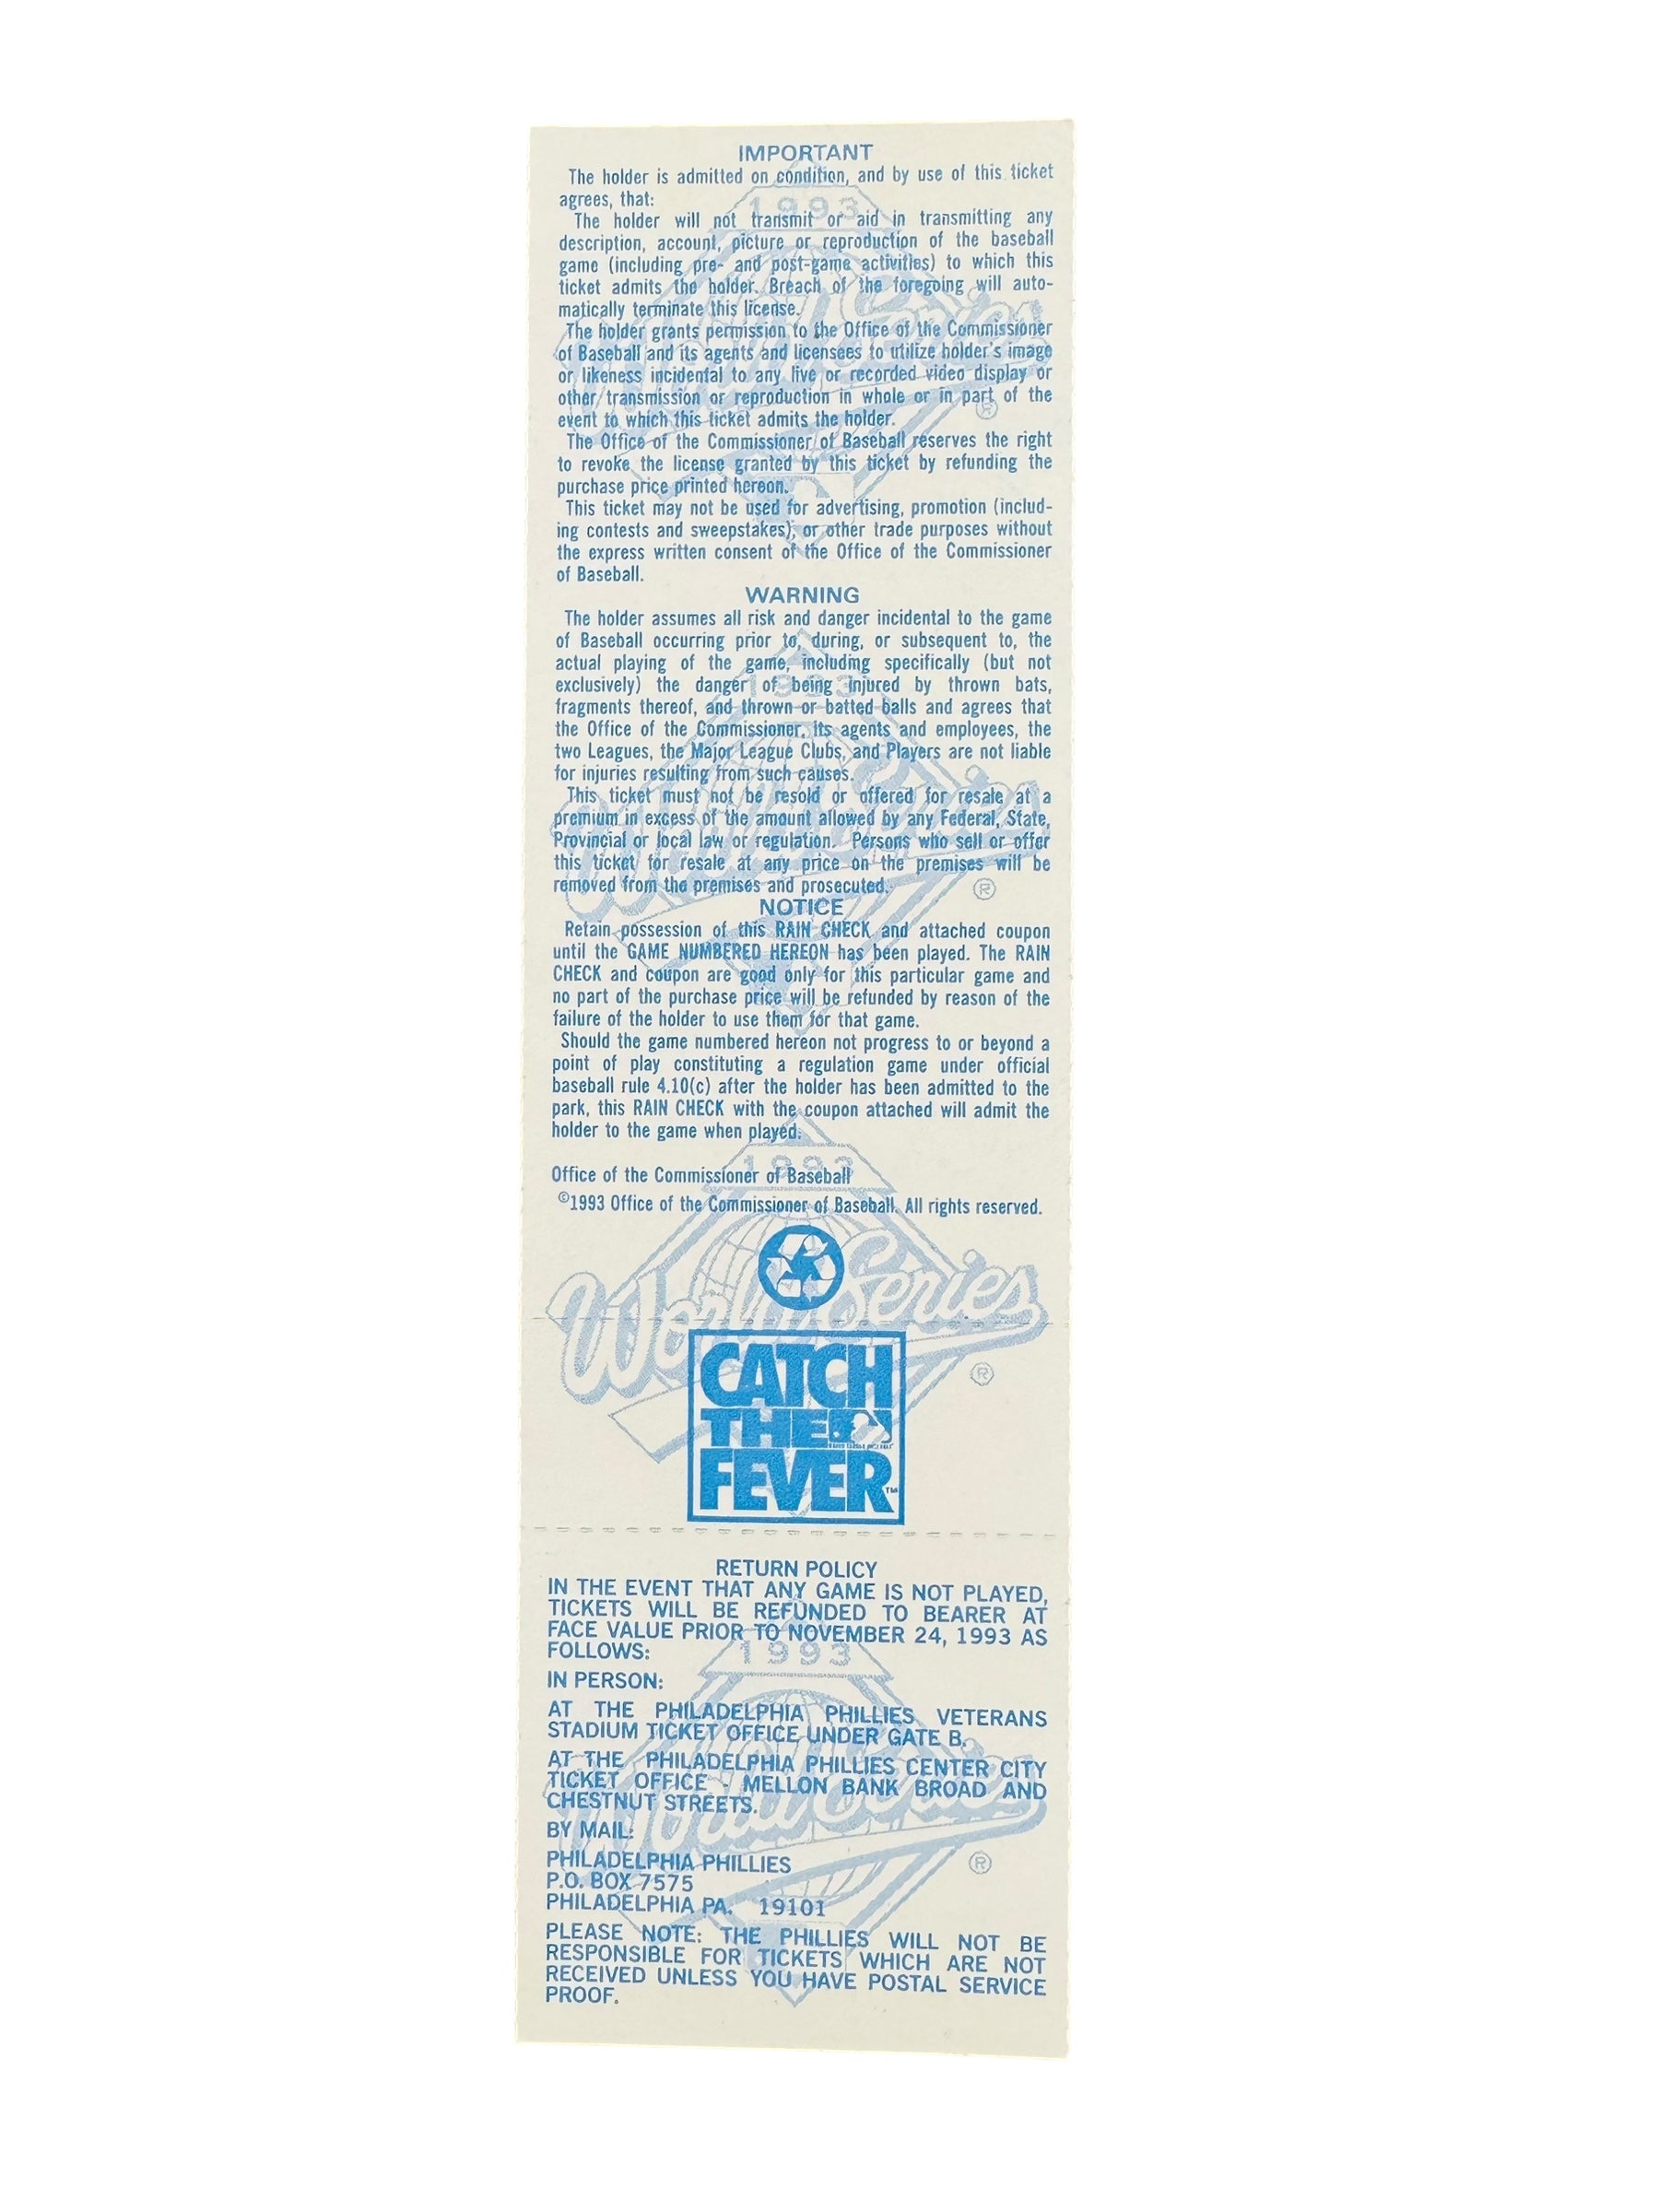 IMPORTANT
The holder is admitted on condition, and by use of this ticket
agrees, that:
The holder will not transmit or aid in transmitting any
description, account, picture or reproduction of the baseball
game (including pre- and post-game activities) to which this
ticket admits the holder. Breach of the foregoing will auto-
matically terminate this license.
The holder grants permission to the Office of the Commissioner
of Baseball and its agents and licensees to utilize holder's image
or likeness incidental to any live or recorded video display or
other transmission or reproduction in whole or in part of the
event to which this ticket admits the holder.
The Office of the Commissioner of Baseball reserves the right
to revoke the license granted by this ticket by refunding the
purchase price printed hereon.
This ticket may not be used for advertising, promotion (includ-
ing contests and sweepstakes), or other trade purposes without
the express written consent of the Office of the Commissioner
of Baseball.
WARNING
The holder assumes all risk and danger incidental to the game
of Baseball occurring prior to, during, or subsequent to, the
actual playing of the game, including specifically (but not
exclusively) the danger of being injured by thrown bats,
fragments thereof, and thrown or batted balls and agrees that
the Office of the Commissioner, its agents and employees, the
two Leagues, the Major League Clubs, and Players are not liable
for injuries resulting from such causes.
This ticket must not be resold or offered for resale at a
premium in excess of the amount allowed by any Federal, State,
Provincial or local law or regulation. Persons who sell or offer
this ticket for resale at any price on the premises will be
removed from the premises and prosecuted.
NOTICE
Retain possession of this RAIN CHECK and attached coupon
until the GAME NUMBERED HEREON has been played. The RAIN
CHECK and coupon are good only for this particular game and
no part of the purchase price will be refunded by reason of the
failure of the holder to use them for that game.
Should the game numbered hereon not progress to or beyond a
point of play constituting a regulation game under official
baseball rule 4.10(c) after the holder has been admitted to the
park, this RAIN CHECK with the coupon attached will admit the
holder to the game when played.
Office of the Commissioner of Baseball
©1993 Office of the Commissioner of Baseball. All rights reserved.
1993
World Series
®
CATCH
THE
FEVER™
RETURN POLICY
IN THE EVENT THAT ANY GAME IS NOT PLAYED,
TICKETS WILL BE REFUNDED TO BEARER AT
FACE VALUE PRIOR TO NOVEMBER 24, 1993 AS
FOLLOWS:
IN PERSON:
AT THE PHILADELPHIA PHILLIES VETERANS
STADIUM TICKET OFFICE UNDER GATE B.
AT THE PHILADELPHIA PHILLIES CENTER CITY
TICKET OFFICE - MELLON BANK BROAD AND
CHESTNUT STREETS.
BY MAIL:
PHILADELPHIA PHILLIES
P.O. BOX 7575
PHILADELPHIA PA. 19101
PLEASE NOTE: THE PHILLIES WILL NOT BE
RESPONSIBLE FOR TICKETS WHICH ARE NOT
RECEIVED UNLESS YOU HAVE POSTAL SERVICE
PROOF.